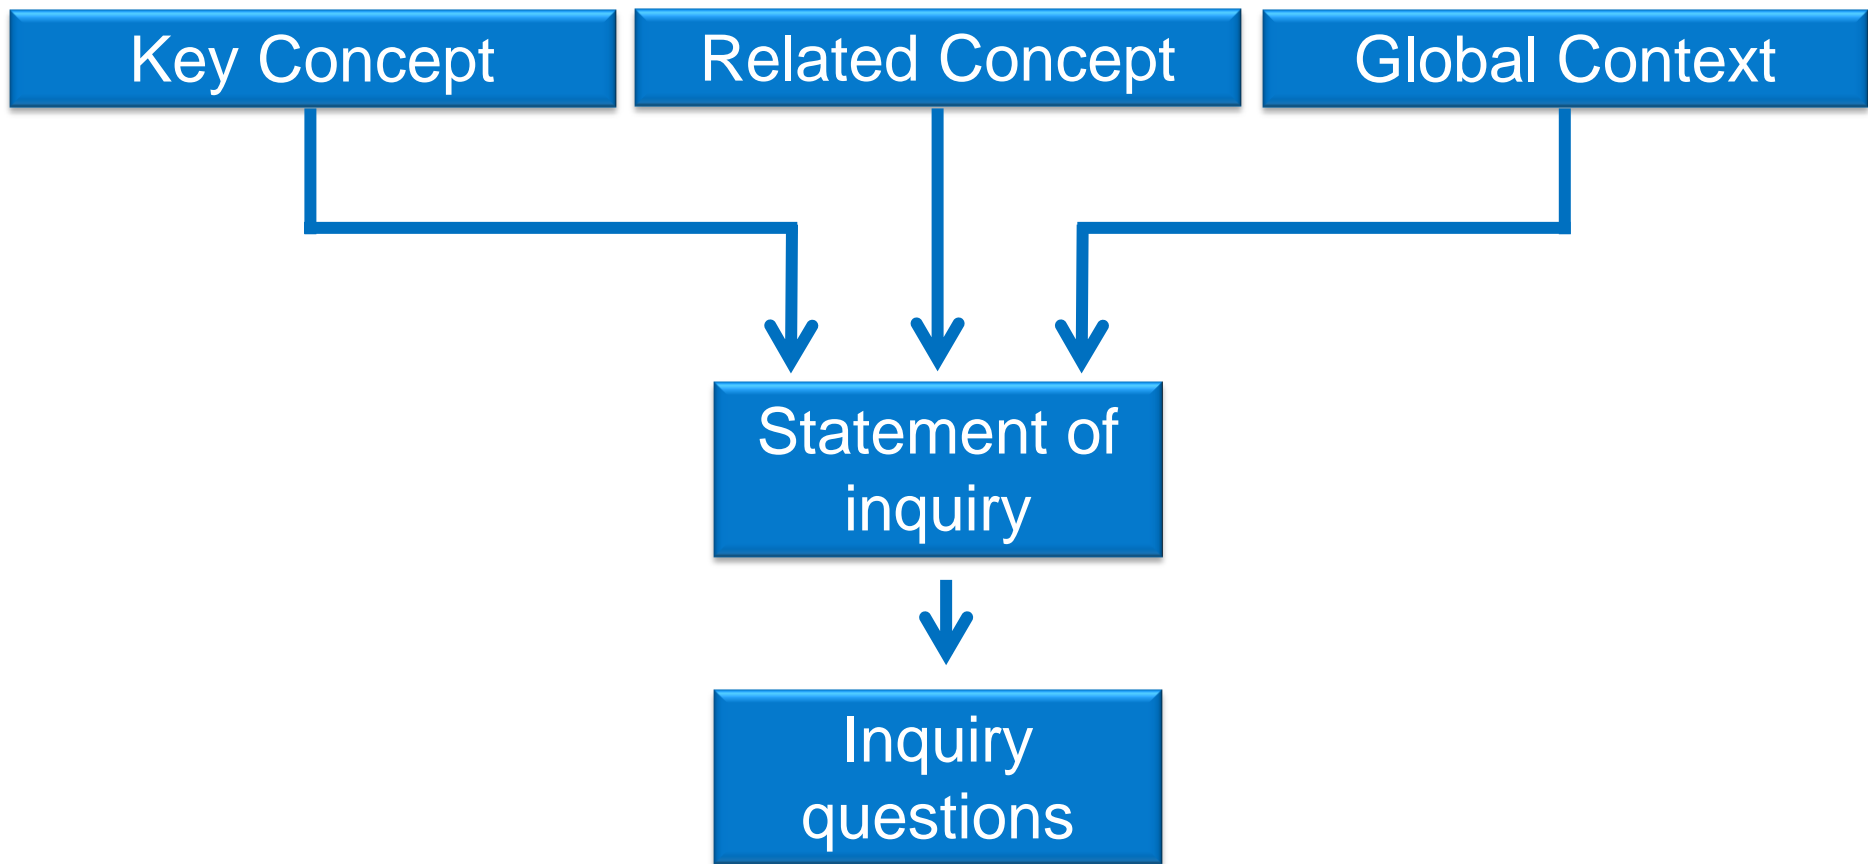 Key Concept
Related Concept
Global Context
Statement of
inquiry
Inquiry
questions